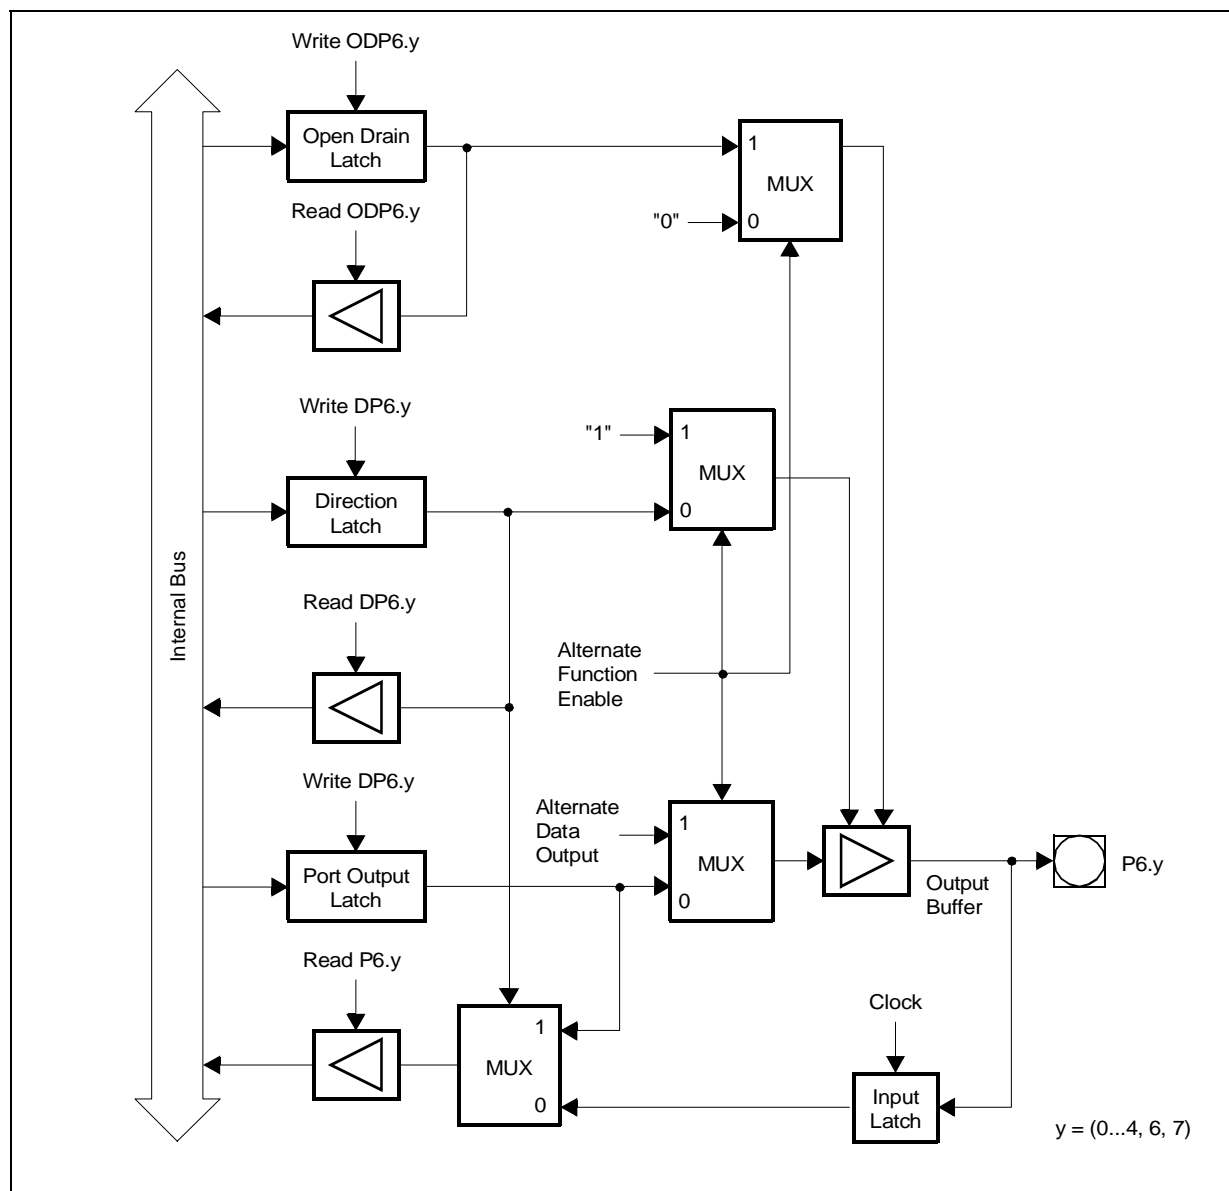 Write ODP6.y
Open Drain
Latch
1
MUX
"0"
0
Read ODP6.y
Write DP6.y
"1"
1
MUX
Direction
Latch
0
Internal Bus
Read DP6.y
Alternate
Function
Enable
Write DP6.y
Alternate
Data
Output
1
MUX
0
Port Output
Latch
Output
Buffer
P6.y
Read P6.y
1
MUX
0
Clock
Input
Latch
y = (0...4, 6, 7)